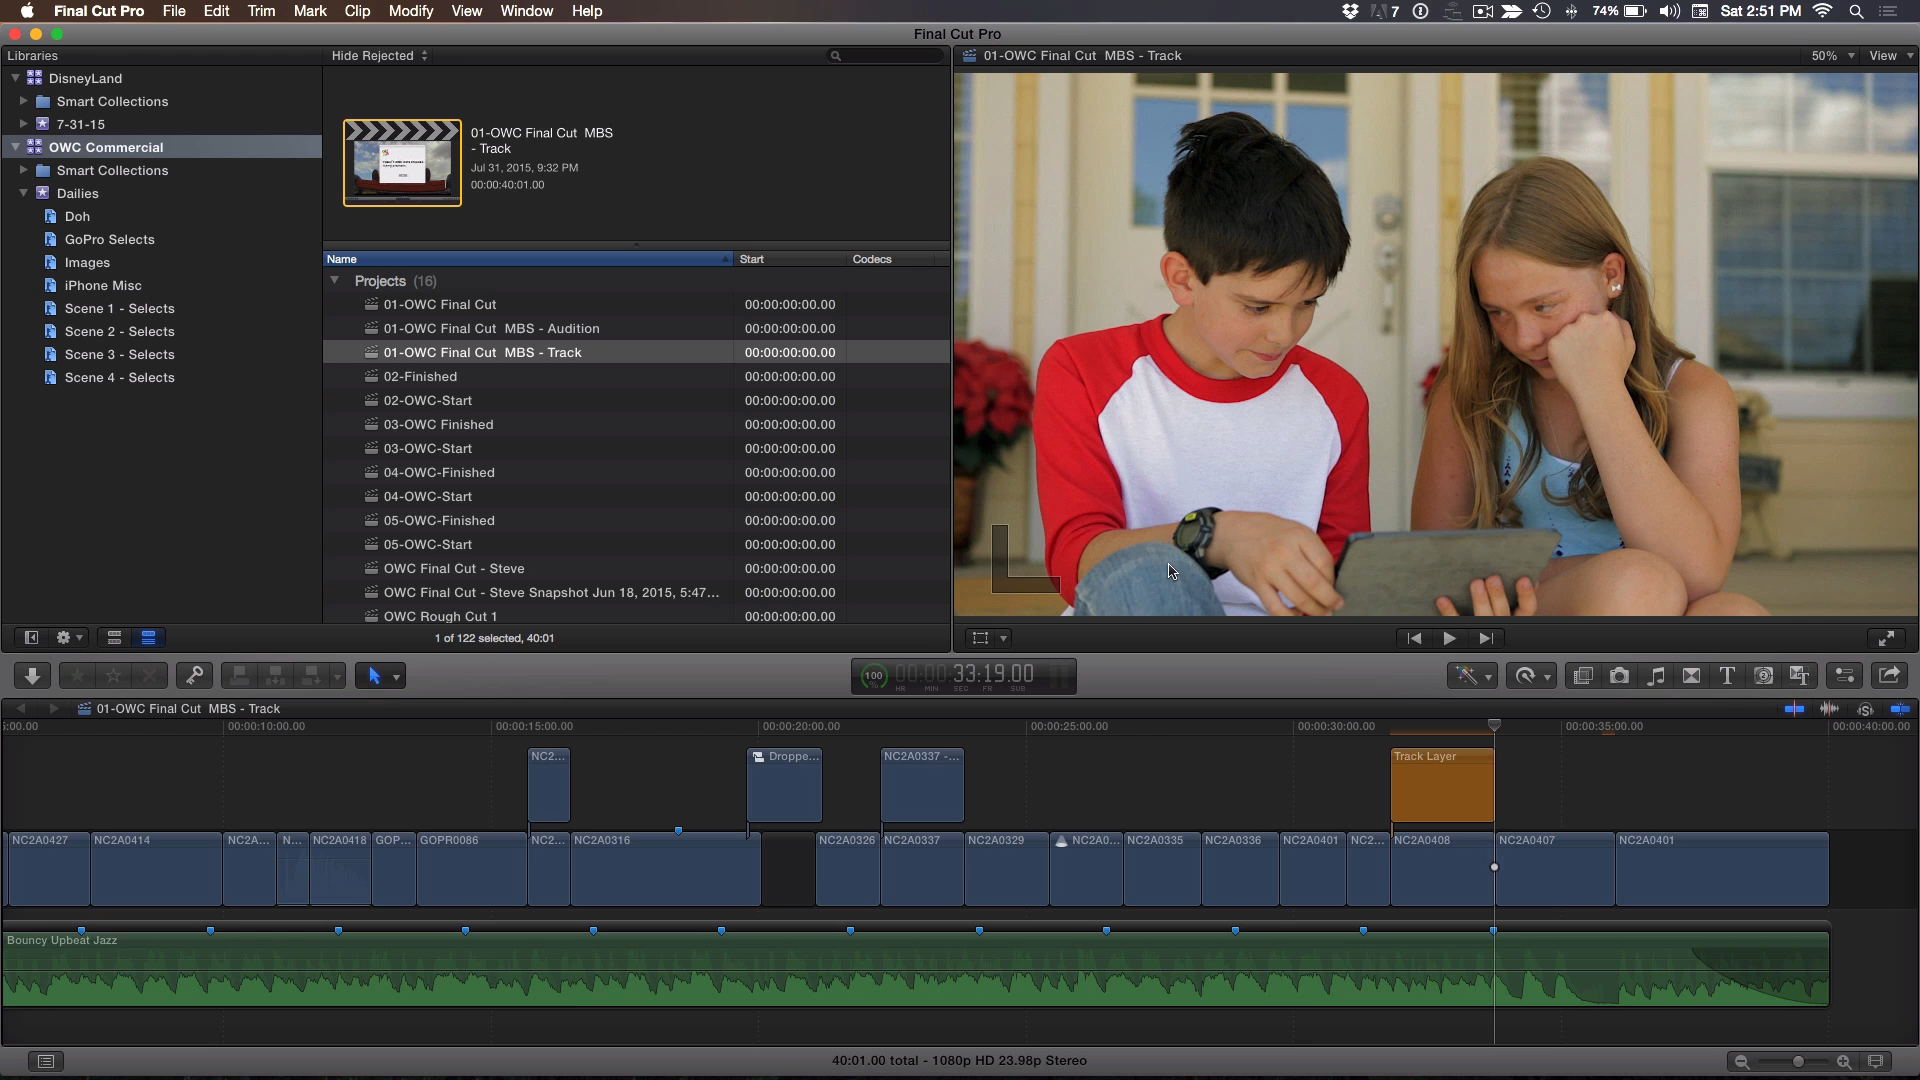 Final Cut Pro File Edit Trim Mark Clip Modify View Window Help 7 74% Sat 2:51 PM
Final Cut Pro
Libraries
Hide Rejected
01-OWC Final Cut MBS - Track
50% View
DisneyLand
Smart Collections
7-31-15
OWC Commercial
Smart Collections
Dailies
Doh
GoPro Selects
Images
iPhone Misc
Scene 1 - Selects
Scene 2 - Selects
Scene 3 - Selects
Scene 4 - Selects
01-OWC Final Cut MBS
- Track
Jul 31, 2015, 9:32 PM
00:00:40:01.00
Name Start Codecs
Projects (16)
01-OWC Final Cut 00:00:00:00.00
01-OWC Final Cut MBS - Audition 00:00:00:00.00
01-OWC Final Cut MBS - Track 00:00:00:00.00
02-Finished 00:00:00:00.00
02-OWC-Start 00:00:00:00.00
03-OWC Finished 00:00:00:00.00
03-OWC-Start 00:00:00:00.00
04-OWC-Finished 00:00:00:00.00
04-OWC-Start 00:00:00:00.00
05-OWC-Finished 00:00:00:00.00
05-OWC-Start 00:00:00:00.00
OWC Final Cut - Steve 00:00:00:00.00
OWC Final Cut - Steve Snapshot Jun 18, 2015, 5:47... 00:00:00:00.00
OWC Rough Cut 1 00:00:00:00.00
1 of 122 selected, 40:01
100 % 00:00:33:19.00
HR MIN SEC FR SUB
01-OWC Final Cut MBS - Track
5:00.00 00:00:10:00.00 00:00:15:00.00 00:00:20:00.00 00:00:25:00.00 00:00:30:00.00 00:00:35:00.00 00:00:40:00.00
NC2... Droppe... NC2A0337 -... Track Layer
NC2A0427 NC2A0414 NC2A... N... NC2A0418 GOP... GOPR0086 NC2... NC2A0316 NC2A0326 NC2A0337 NC2A0329 NC2A0... NC2A0335 NC2A0336 NC2A0401 NC2... NC2A0408 NC2A0407 NC2A0401
Bouncy Upbeat Jazz
40:01.00 total - 1080p HD 23.98p Stereo